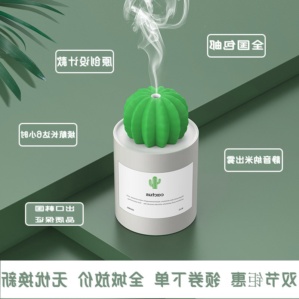 全国包邮
原创设计款
续航长达8小时
静音纳米出雾
出口韩国
品质保证
cactus
双节钜惠 领券下单 全城放价 无忧换新